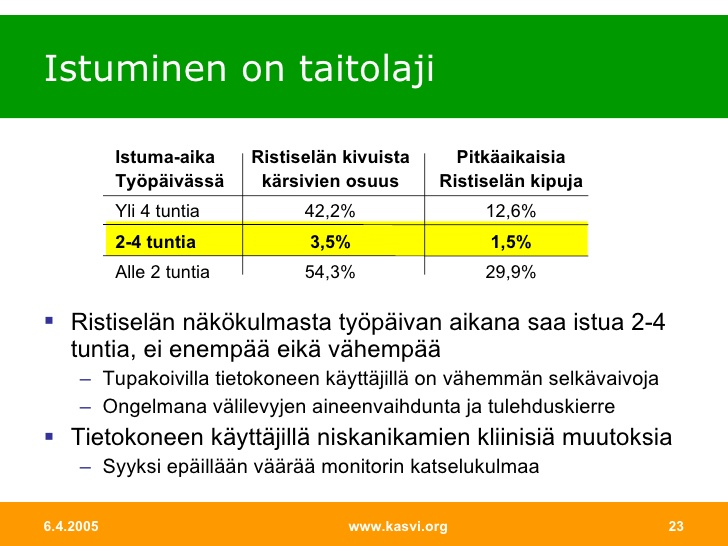 Istuminen on taitolaji
Istuma-aika Ristiselän kivuista Pitkäaikaisia
Työpäivässä kärsivien osuus Ristiselän kipuja
Yli 4 tuntia 42,2% 12,6%
2-4 tuntia 3,5% 1,5%
Alle 2 tuntia 54,3% 29,9%
▪ Ristiselän näkökulmasta työpäivan aikana saa istua 2-4
tuntia, ei enempää eikä vähempää
– Tupakoivilla tietokoneen käyttäjillä on vähemmän selkävaivoja
– Ongelmana välilevyjen aineenvaihdunta ja tulehduskierre
▪ Tietokoneen käyttäjillä niskanikamien kliinisiä muutoksia
– Syyksi epäillään väärää monitorin katselukulmaa
6.4.2005 www.kasvi.org 23